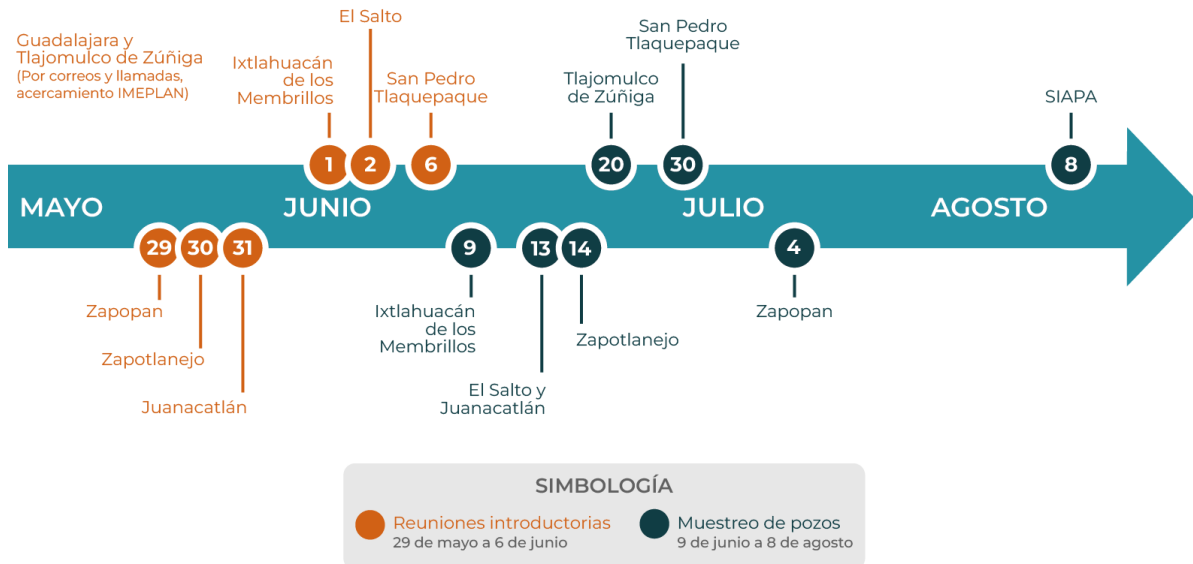 Guadalajara y
Tlajomulco de Zúñiga
(Por correos y llamadas,
acercamiento IMEPLAN)
Ixtlahuacán
de los
Membrillos
El Salto
San Pedro
Tlaquepaque
Tlajomulco
de Zúñiga
San Pedro
Tlaquepaque
SIAPA
1
2
6
20
30
8
MAYO
JUNIO
JULIO
AGOSTO
29
30
31
9
13
14
4
Zapopan
Zapotlanejo
Juanacatlán
Ixtlahuacán
de los
Membrillos
El Salto y
Juanacatlán
Zapotlanejo
Zapopan
SIMBOLOGÍA
Reuniones introductorias
29 de mayo a 6 de junio
Muestreo de pozos
9 de junio a 8 de agosto